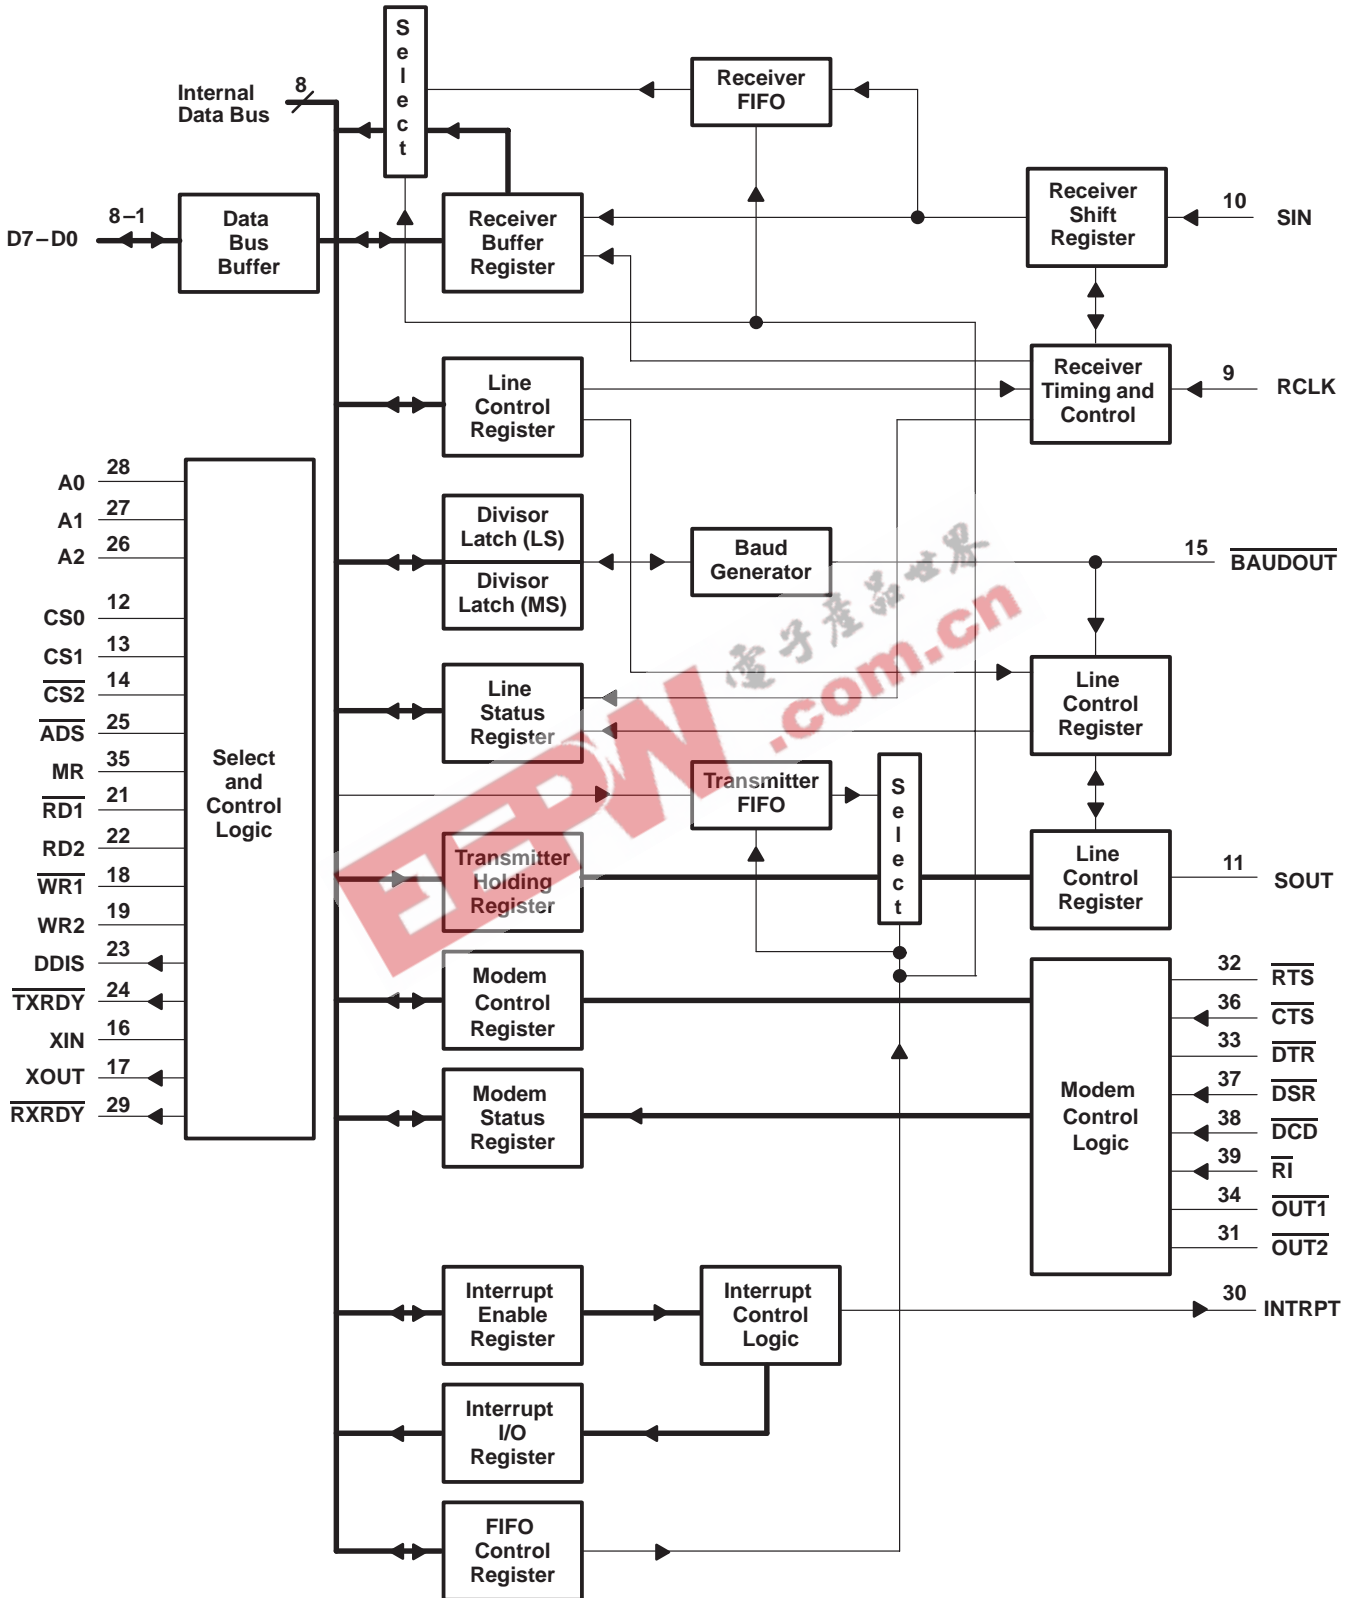 S
e
l
e
c
t
Internal
Data Bus
8
Receiver
FIFO
D7–D0
8–1
Data
Bus
Buffer
Receiver
Buffer
Register
Receiver
Shift
Register
10
SIN
Line
Control
Register
Receiver
Timing and
Control
9
RCLK
A0 28
A1 27
A2 26
CS0 12
CS1 13
CS2 14
ADS 25
MR 35
RD1 21
RD2 22
WR1 18
WR2 19
DDIS 23
TXRDY 24
XIN 16
XOUT 17
RXRDY 29
Select
and
Control
Logic
Divisor
Latch (LS)
Divisor
Latch (MS)
Baud
Generator
15 BAUDOUT
Line
Status
Register
Line
Control
Register
Transmitter
FIFO
S
e
l
e
c
t
Transmitter
Holding
Register
Line
Control
Register
11 SOUT
Modem
Control
Register
Modem
Status
Register
Modem
Control
Logic
32 RTS
36 CTS
33 DTR
37 DSR
38 DCD
39 RI
34 OUT1
31 OUT2
Interrupt
Enable
Register
Interrupt
Control
Logic
30 INTRPT
Interrupt
I/O
Register
FIFO
Control
Register
EEPW
電子產品世界
.com.cn